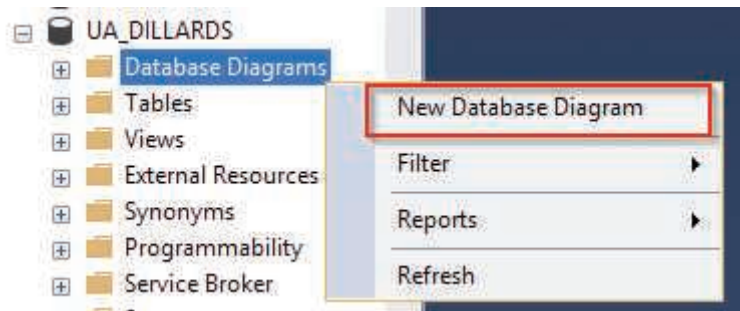 UA_DILLARDS
Database Diagrams
Tables
Views
External Resources
Synonyms
Programmability
Service Broker
New Database Diagram
Filter
Reports
Refresh